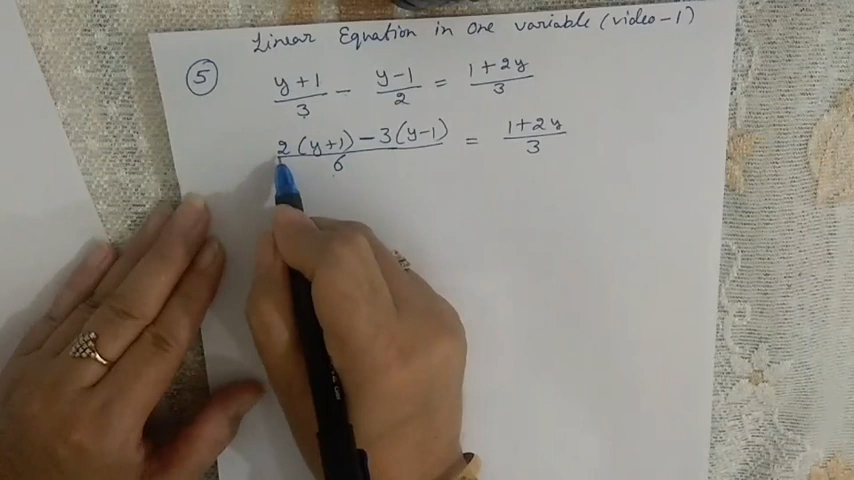 Linear Equation in one variable (video-1)
5 y+1/3 - y-1/2 = 1+2y/3
2(y+1)-3(y-1)/6 = 1+2y/3